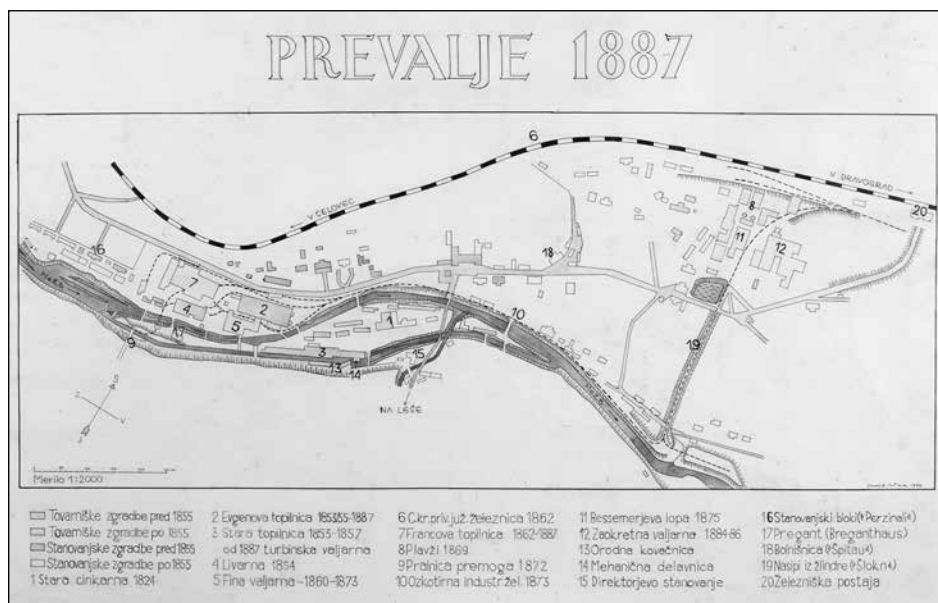 PREVALJE 1887
6
V DRAVOGRAD
20
V CELOVEC
8
11
12
18
16
7
2
4
5
10
1
19
9
3
13
14
15
NA LEŠE
S
V
J
Z
Merilo 1:2000
Tovarniške zgradbe pred 1855
Tovarniške zgradbe po 1855
Stanovanjske zgradbe pred 1855
Stanovanjske zgradbe po 1855
1 Stara cinkarna 1824
2 Evgenova topilnica 1853/55-1887
3 Stara topilnica 1835-1857
od 1887 turbinska valjarna
4 Livarna 1854
5 Fina valjarna -1860-1873
6 C.kr.priv.juž.železnica 1862
7 Francova topilnica 1862-1887
8 Plavži 1869
9 Pralnica premoga 1872
10 Ozkotirna industr.žel. 1873
11 Bessemerjeva lopa 1875
12 Zaokretna valjarna 1884-86
13 Orodna kovačnica
14 Mehanična delavnica
15 Direktorjevo stanovanje
16 Stanovanjski bloki (»Perzinali«)
17 Pregant (Breganthaus)
18 Bolnišnica (»Špitau«)
19 Nasipi iz žlindre (»Šlokn«)
20 Železniška postaja